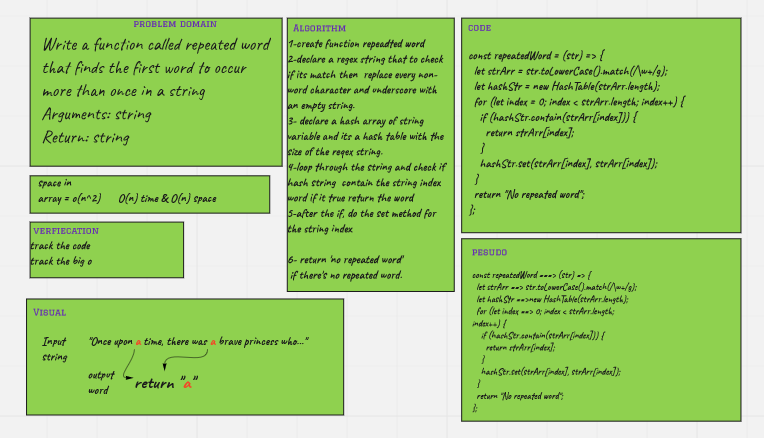 PROBLEM DOMAIN
Write a function called repeated word
that finds the first word to occur
more than once in a string
Arguments: string
Return: string
space in
array = o(n^2) O(n) time & O(n) space
VERFIECATION
track the code
track the big o
VISUAL
Input
string
"Once upon a time, there was a brave princess who..."
output
word
return "a"
ALGORITHM
1-create function repeadted word
2-declare a regex string that to check
if its match then replace every non-
word character and underscore with
an empty string.
3- declare a hash array of string
variable and its a hash table with the
size of the regex string.
4-loop through the string and check if
hash string contain the string index
word if it true return the word
5-after the if, do the set method for
the string index
6- return 'no repeated word'
if there's no repeated word.
CODE
const repeatedWord = (str) => {
let strArr = str.toLowerCase().match(/\w+/g);
let hashStr = new HashTable(strArr.length);
for (let index = 0; index < strArr.length; index++) {
if (hashStr.contain(strArr[index])) {
return strArr[index];
}
hashStr.set(strArr[index], strArr[index]);
}
return "No repeated word";
};
PESUDO
const repeatedWord ===> (str) => {
let strArr ==> str.toLowerCase().match(/\w+/g);
let hashStr ==>new HashTable(strArr.length);
for (let index ==> 0; index < strArr.length;
index++) {
if (hashStr.contain(strArr[index])) {
return strArr[index];
}
hashStr.set(strArr[index], strArr[index]);
}
return "No repeated word";
};